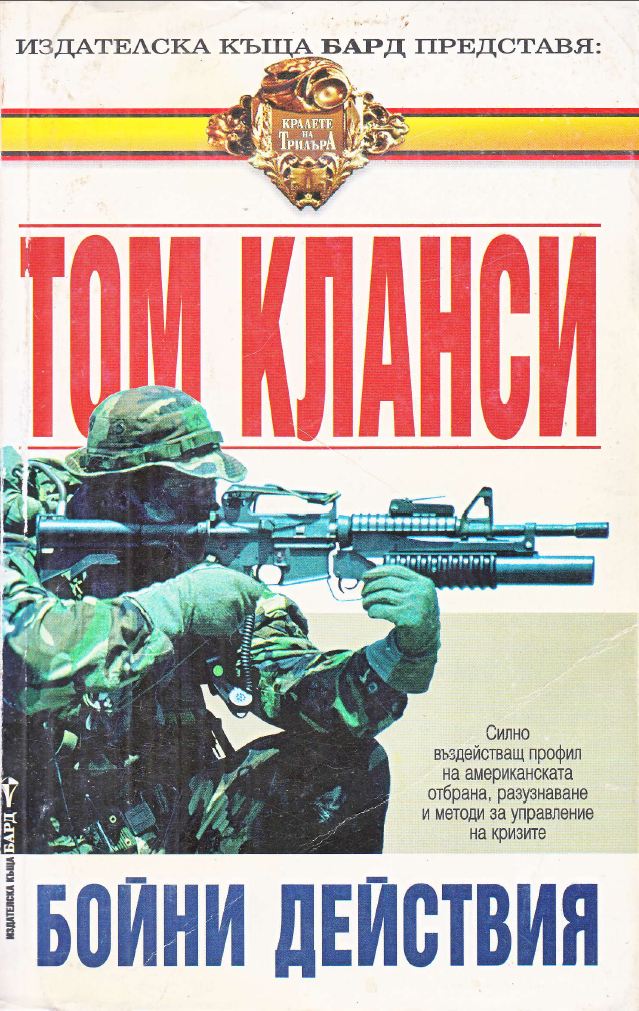 ИЗДАТЕЛСКА КЪЩА БАРД ПРЕДСТАВЯ:
КРАЛЕТЕ
НА
ТРИЛЪРА
ТОМ КЛАНСИ
Силно
въздействащ профил
на американската
отбрана, разузнаване
и методи за управление
на кризите
ИЗДАТЕЛСКА КЪЩА БАРД
БОЙНИ ДЕЙСТВИЯ